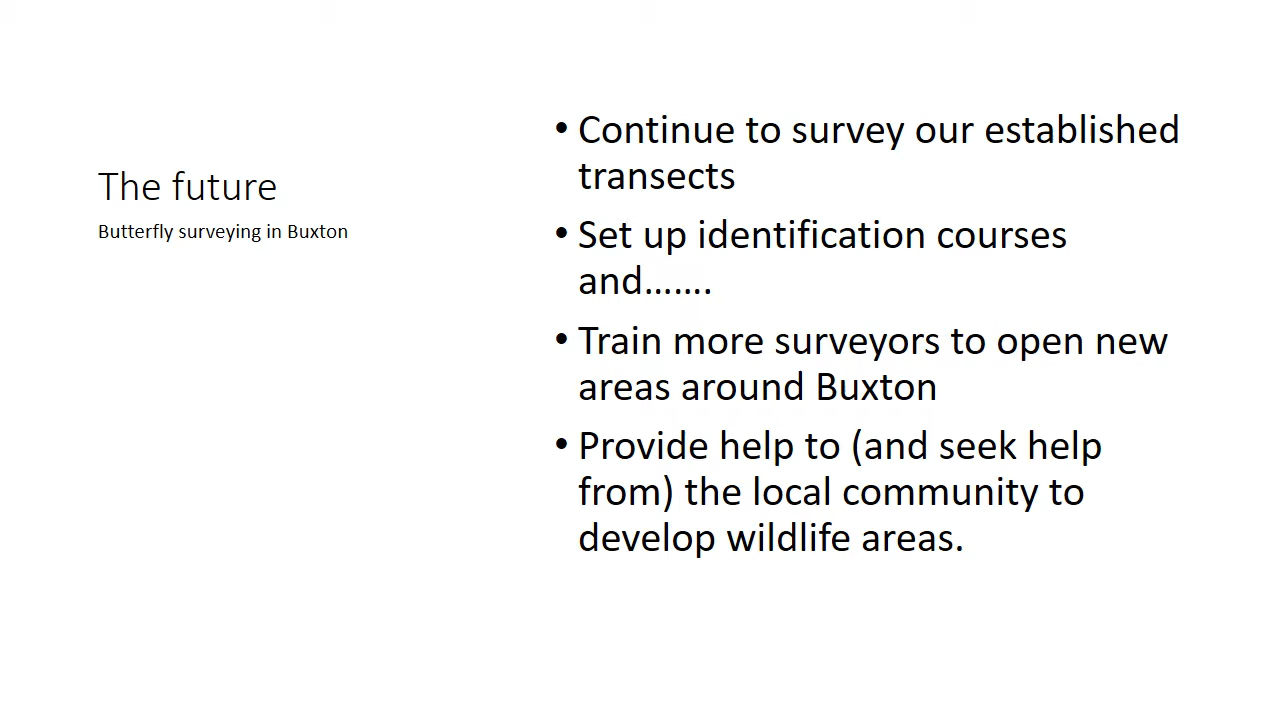 The future
Butterfly surveying in Buxton
• Continue to survey our established
transects
• Set up identification courses
and…….
• Train more surveyors to open new
areas around Buxton
• Provide help to (and seek help
from) the local community to
develop wildlife areas.